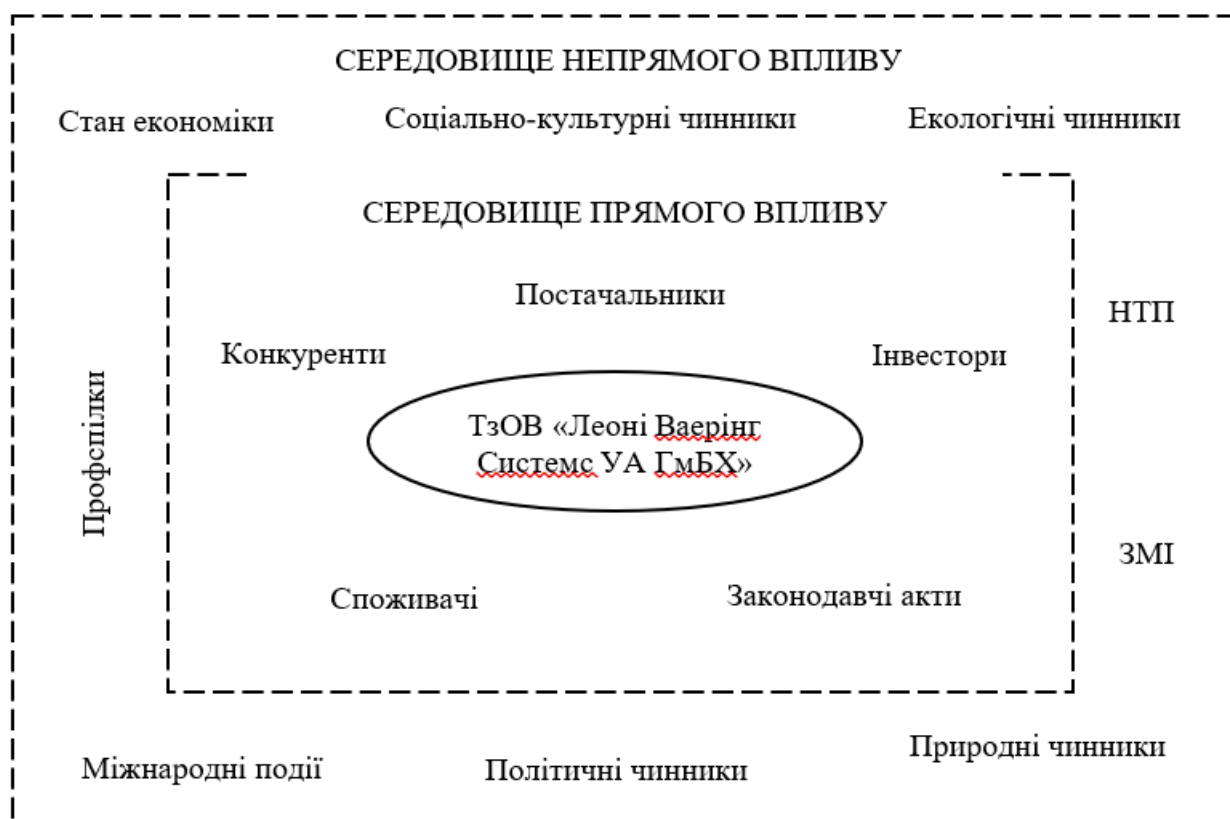 СЕРЕДОВИЩЕ НЕПРЯМОГО ВПЛИВУ
Стан економіки
Соціально-культурні чинники
Екологічні чинники
СЕРЕДОВИЩЕ ПРЯМОГО ВПЛИВУ
Постачальники
НТП
Конкуренти
Інвестори
ТзОВ «Леоні Ваерінг
Системс УА ГмБХ»
Профспілки
ЗМІ
Споживачі
Законодавчі акти
Міжнародні події
Політичні чинники
Природні чинники